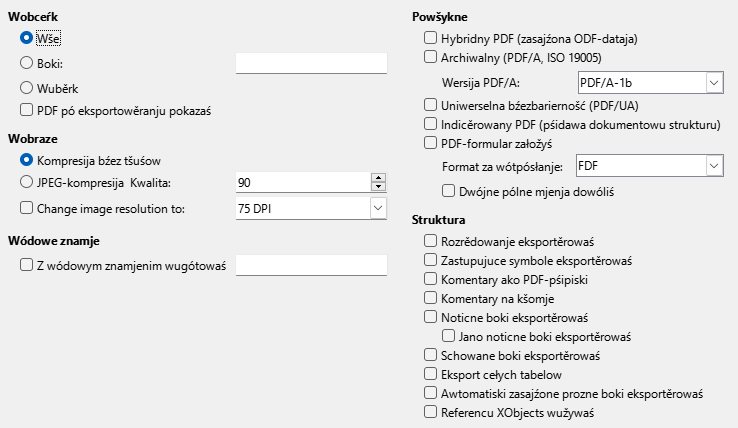 Wobceŕk
Wše
Boki:
Wuběrk
PDF pó eksportowěranju pokazaś
Wobraze
Kompresija bźez tšuśow
JPEG-kompresija Kwalita:
90
Change image resolution to:
75 DPI
Wódowe znamje
Z wódowym znamjenim wugótowaś
Powšykne
Hybridny PDF (zasajźona ODF-dataja)
Archiwalny (PDF/A, ISO 19005)
Wersija PDF/A:
PDF/A-1b
Uniwerselna bźezbariernosć (PDF/UA)
Indicěrowany PDF (pśidawa dokumentowu strukturu)
PDF-formular załožyś
Format za wótpósłanje:
FDF
Dwójne pólne mjenja dowóliś
Struktura
Rozrědowanje eksportěrowaś
Zastupujuce symbole eksportěrowaś
Komentary ako PDF-pśipiski
Komentary na kšomje
Noticne boki eksportěrowaś
Jano noticne boki eksportěrowaś
Schowane boki eksportěrowaś
Eksport cełych tabelow
Awtomatiski zasajźone prozne boki eksportěrowaś
Referencu XObjects wužywaś